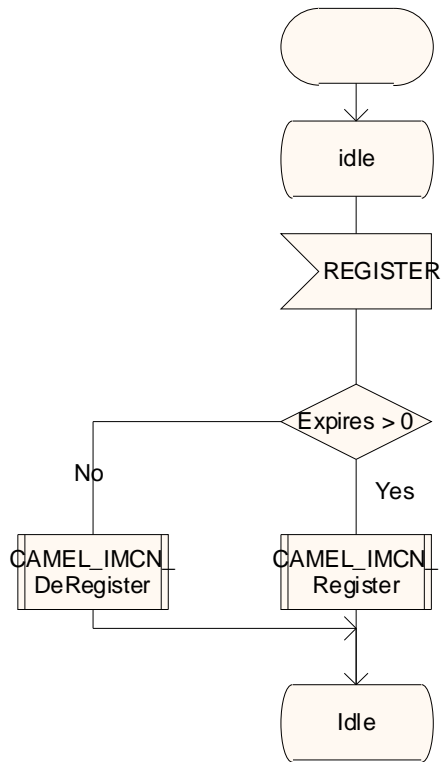 idle
REGISTER
Expires > 0
No
Yes
CAMEL_IMCN_
DeRegister
CAMEL_IMCN_
Register
Idle